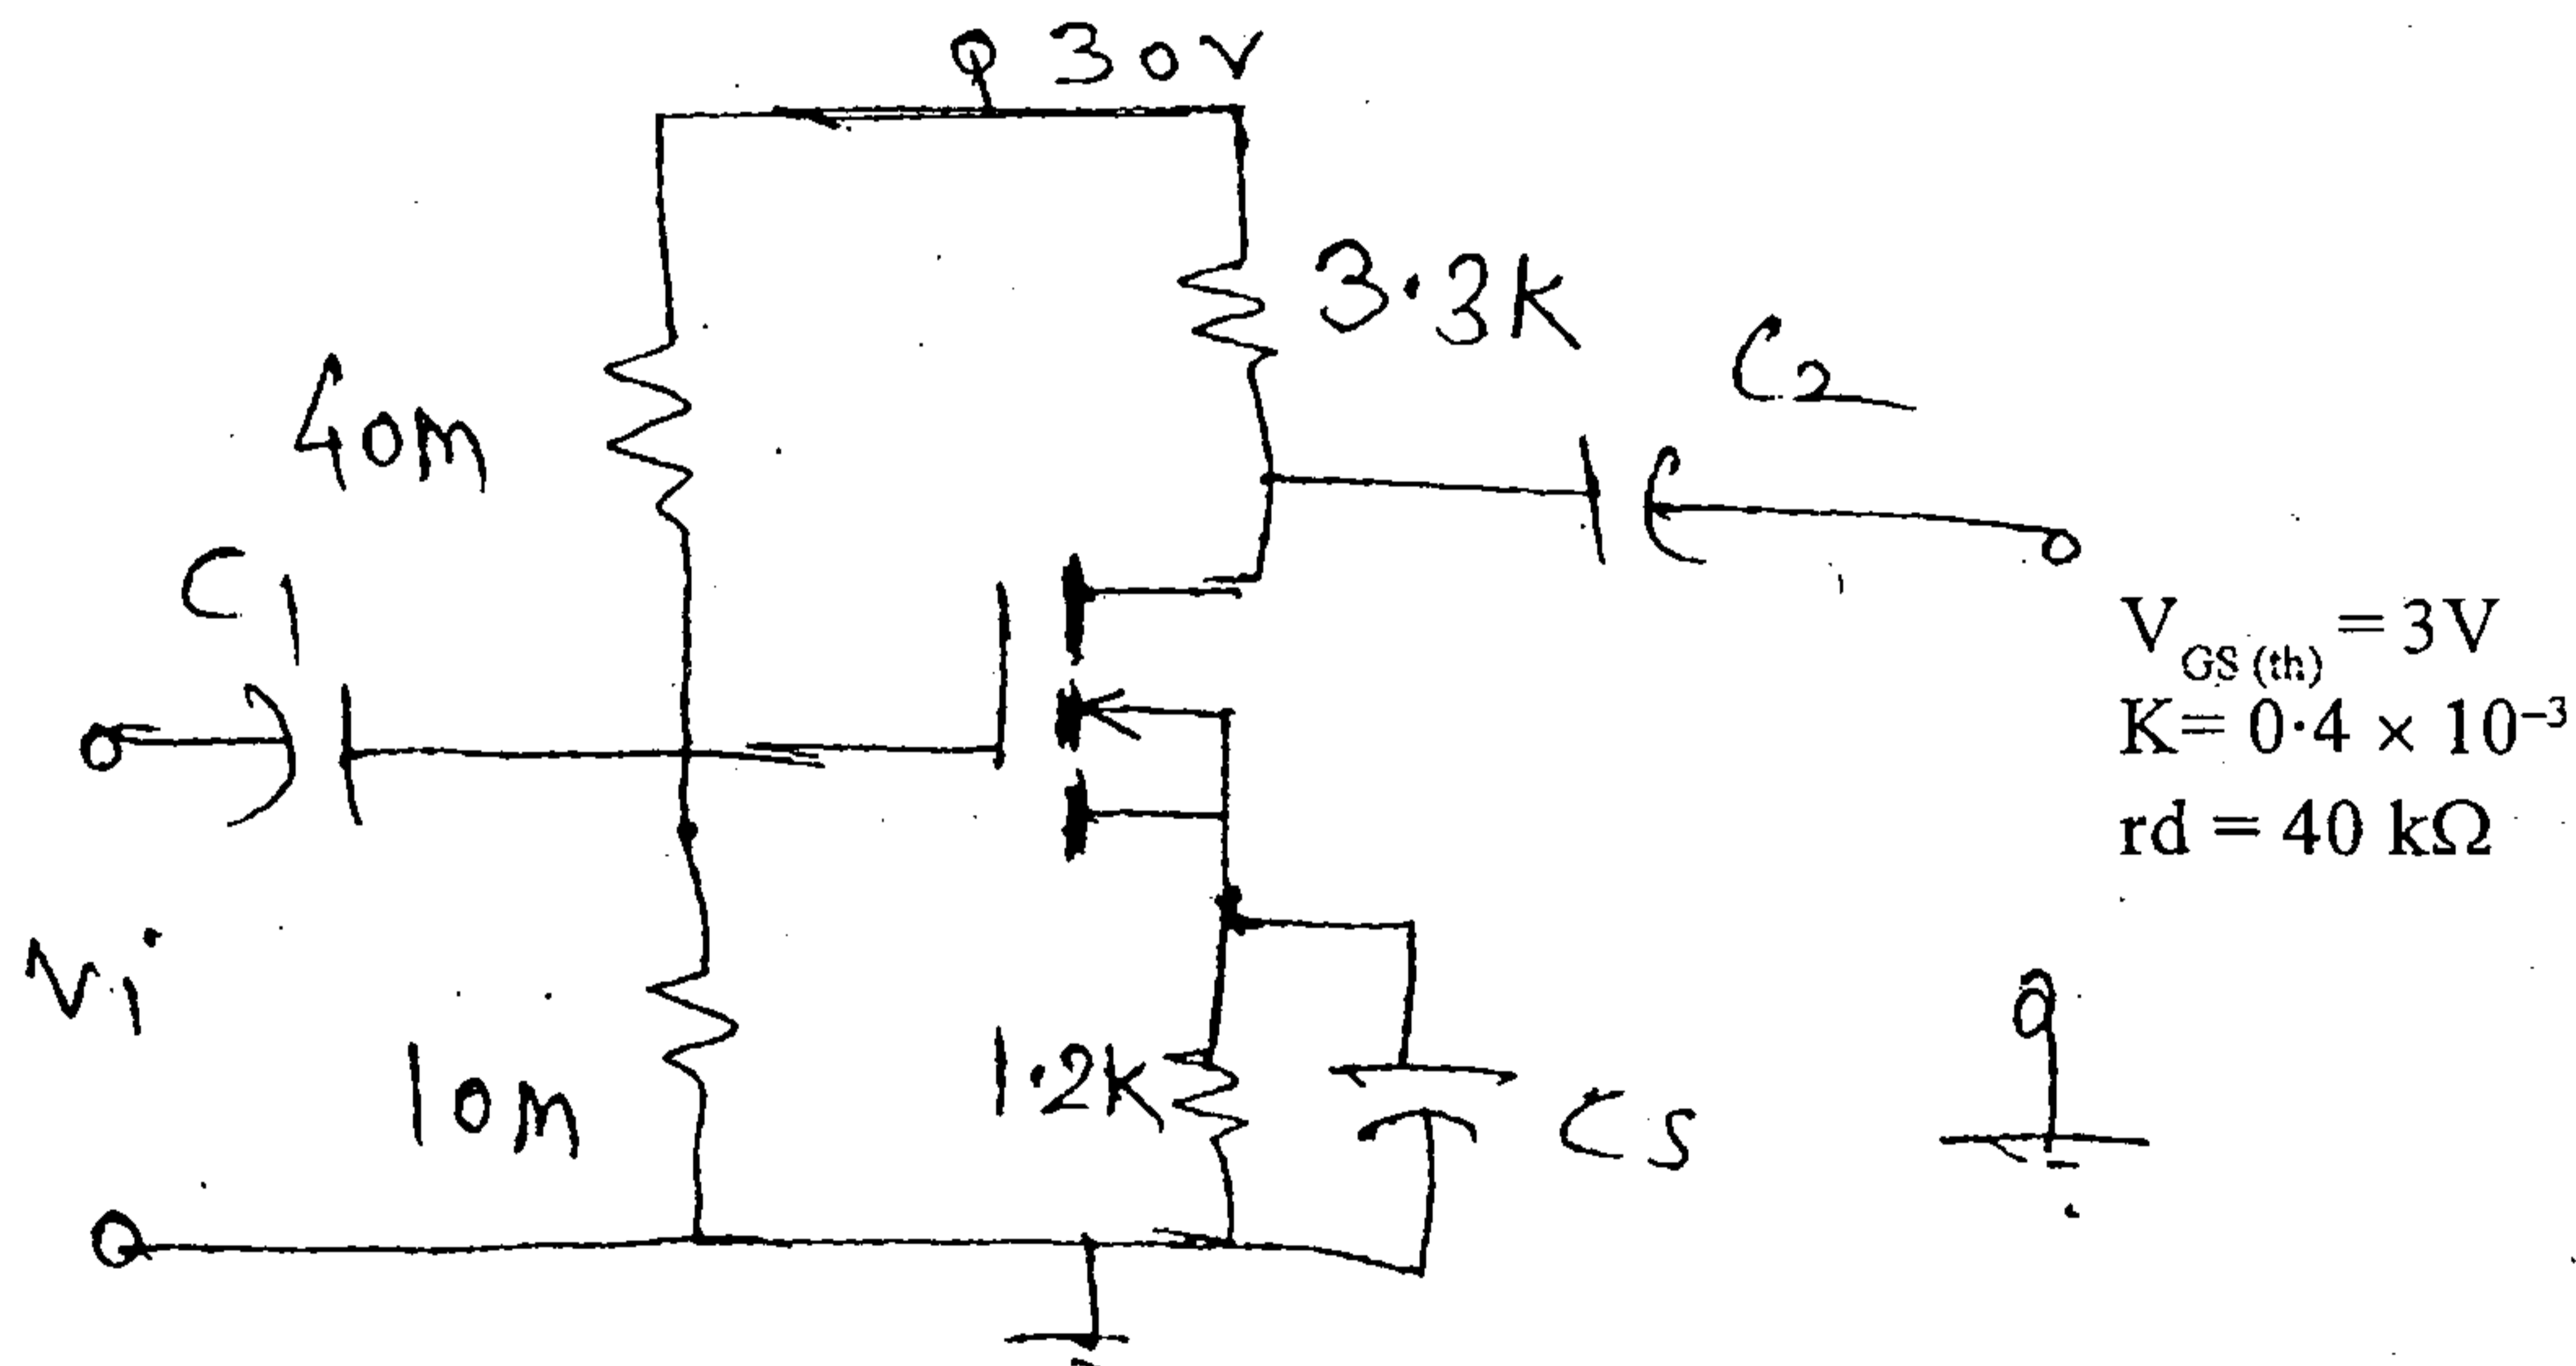 30V
3.3K
C2
40m
C1
VGS (th) = 3V
K= 0·4 × 10–3
rd = 40 kΩ
Vi
10m
1.2K
CS